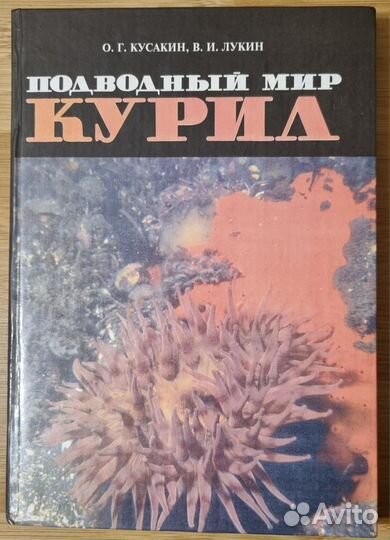 О. Г. КУСАКИН, В. И. ЛУКИН
ПОДВОДНЫЙ МИР
КУРИЛ
Avito